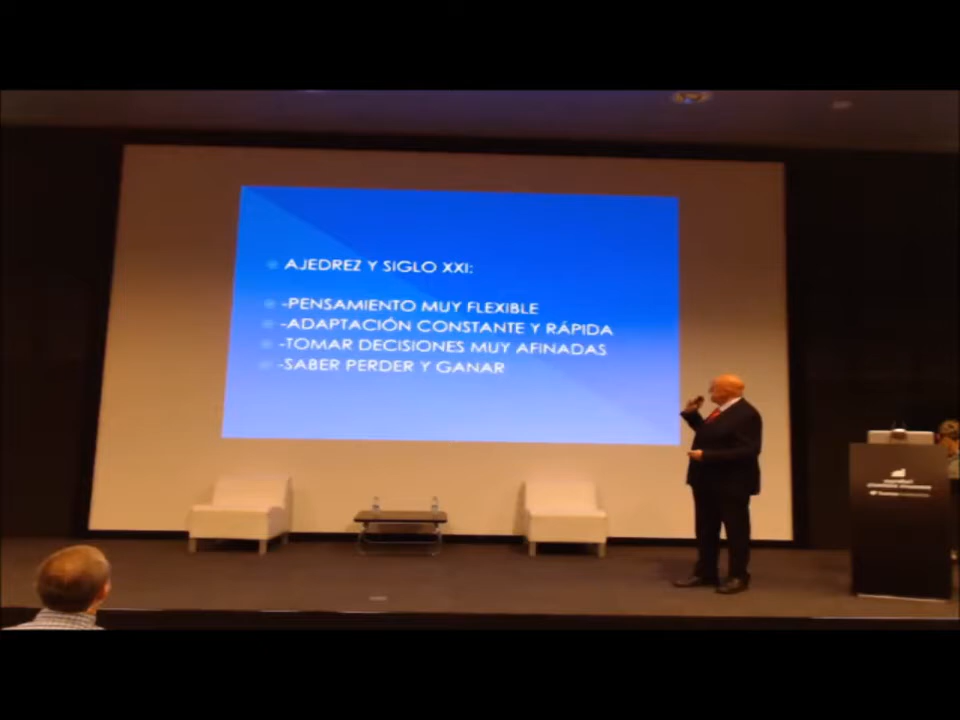 AJEDREZ Y SIGLO XXI:
-PENSAMIENTO MUY FLEXIBLE
-ADAPTACIÓN CONSTANTE Y RÁPIDA
-TOMAR DECISIONES MUY AFINADAS
-SABER PERDER Y GANAR